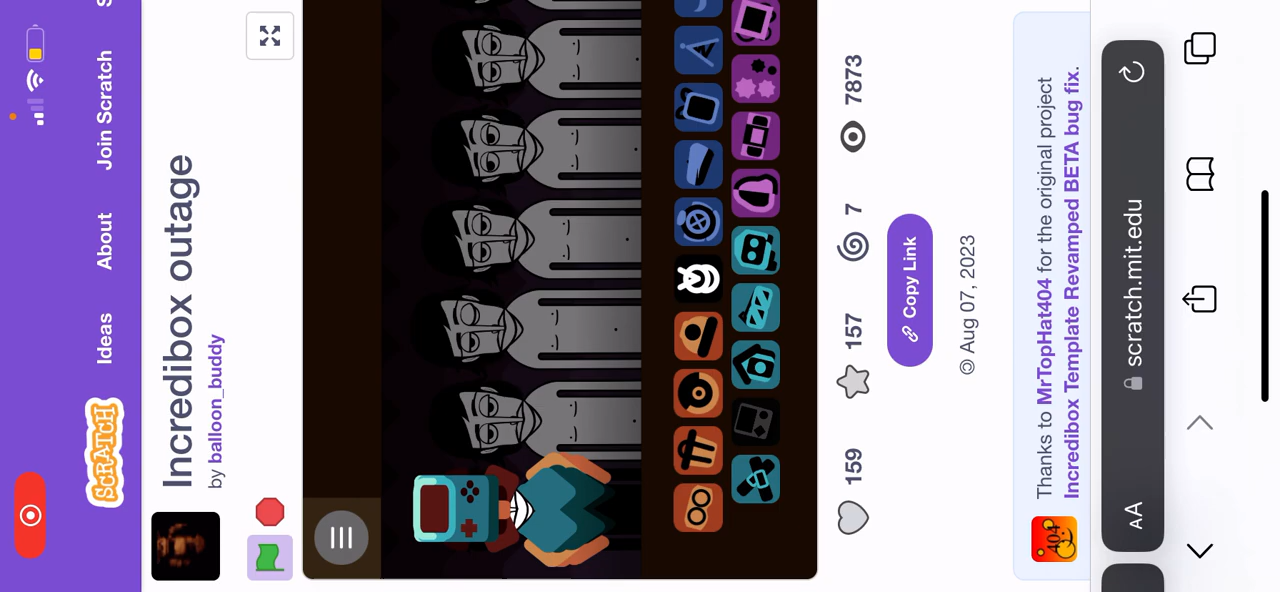 SCRATCH
Ideas
About
Join Scratch
Incredibox outage
by balloon_buddy
159
157
7
7873
Copy Link
© Aug 07, 2023
404
Thanks to MrTopHat404 for the original project
Incredibox Template Revamped BETA bug fix.
AA
scratch.mit.edu